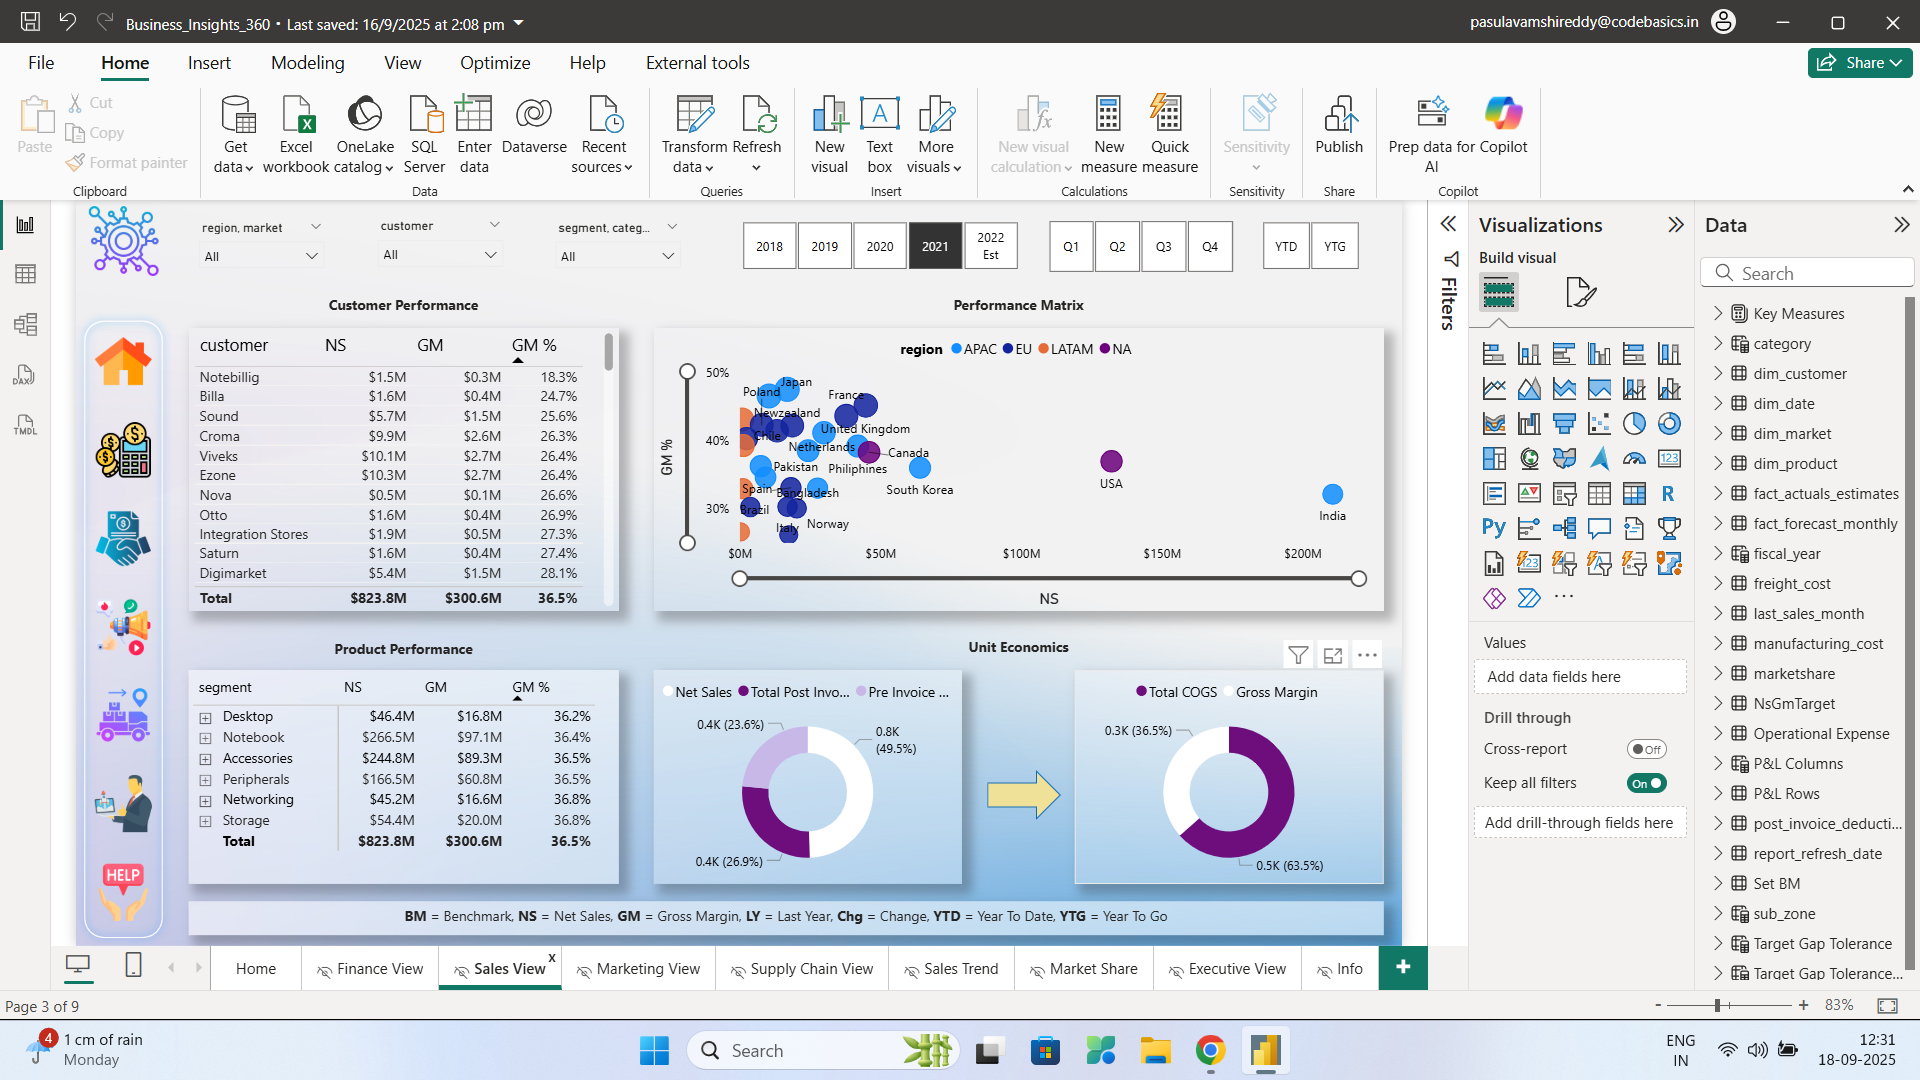 Business_Insights_360 • Last saved: 16/9/2025 at 2:08 pm
pasulavamshireddy@codebasics.in
File Home Insert Modeling View Optimize Help External tools
Share
Paste
Cut
Copy
Format painter
Clipboard
Get data
Excel workbook
OneLake catalog
SQL Server
Enter data
Dataverse
Recent sources
Data
Transform data
Refresh
Queries
New visual
Text box
More visuals
Insert
New visual calculation
New measure
Quick measure
Calculations
Sensitivity
Sensitivity
Publish
Share
Prep data for AI
Copilot
Copilot
region, market
All
customer
All
segment, categ...
All
2018 2019 2020 2021 2022 Est
Q1 Q2 Q3 Q4
YTD YTG
Customer Performance
customer NS GM GM %
Notebillig $1.5M $0.3M 18.3%
Billa $1.6M $0.4M 24.7%
Sound $5.7M $1.5M 25.6%
Croma $9.9M $2.6M 26.3%
Viveks $10.1M $2.7M 26.4%
Ezone $10.3M $2.7M 26.4%
Nova $0.5M $0.1M 26.6%
Otto $1.6M $0.4M 26.9%
Integration Stores $1.9M $0.5M 27.3%
Saturn $1.6M $0.4M 27.4%
Digimarket $5.4M $1.5M 28.1%
Total $823.8M $300.6M 36.5%
Performance Matrix
region APAC EU LATAM NA
GM %
50%
40%
30%
Japan
Poland
France
Newzealand
United Kingdom
Chile
Netherlands
Canada
Pakistan
Philiphines
South Korea
USA
Spain
Bangladesh
Brazil
Italy
Norway
India
$0M $50M $100M $150M $200M
NS
Product Performance
segment NS GM GM %
Desktop $46.4M $16.8M 36.2%
Notebook $266.5M $97.1M 36.4%
Accessories $244.8M $89.3M 36.5%
Peripherals $166.5M $60.8M 36.5%
Networking $45.2M $16.6M 36.8%
Storage $54.4M $20.0M 36.8%
Total $823.8M $300.6M 36.5%
Unit Economics
Net Sales Total Post Invo... Pre Invoice ...
0.4K (23.6%)
0.8K
(49.5%)
0.4K (26.9%)
Total COGS Gross Margin
0.3K (36.5%)
0.5K (63.5%)
HELP
BM = Benchmark, NS = Net Sales, GM = Gross Margin, LY = Last Year, Chg = Change, YTD = Year To Date, YTG = Year To Go
DAX
TMDL
Filters
Visualizations
Build visual
123
R
Py
123
Values
Add data fields here
Drill through
Cross-report Off
Keep all filters On
Add drill-through fields here
Data
Search
Key Measures
category
dim_customer
dim_date
dim_market
dim_product
fact_actuals_estimates
fact_forecast_monthly
fiscal_year
freight_cost
last_sales_month
manufacturing_cost
marketshare
NsGmTarget
Operational Expense
P&L Columns
P&L Rows
post_invoice_deducti...
report_refresh_date
Set BM
sub_zone
Target Gap Tolerance
Target Gap Tolerance...
Home Finance View Sales View x Marketing View Supply Chain View Sales Trend Market Share Executive View Info +
Page 3 of 9
- + 83%
4
1 cm of rain
Monday
Search
ENG
IN
12:31
18-09-2025